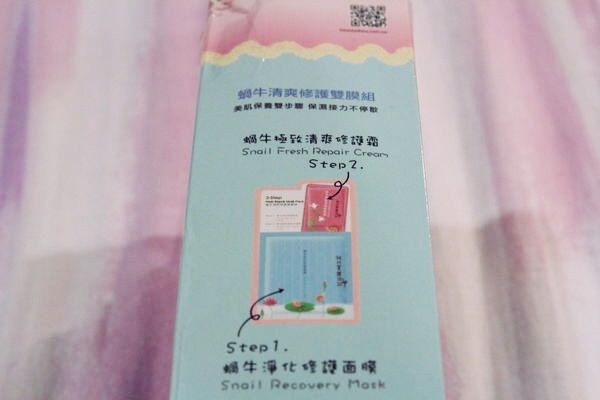 蝸牛清爽修護雙膜組
美肌保養雙步驟 保濕接力不停歇
蝸牛極致清爽修護霜
Snail Fresh Repair Cream
Step2.
2-Step
Step1.
蝸牛淨化修護面膜
Snail Recovery Mask